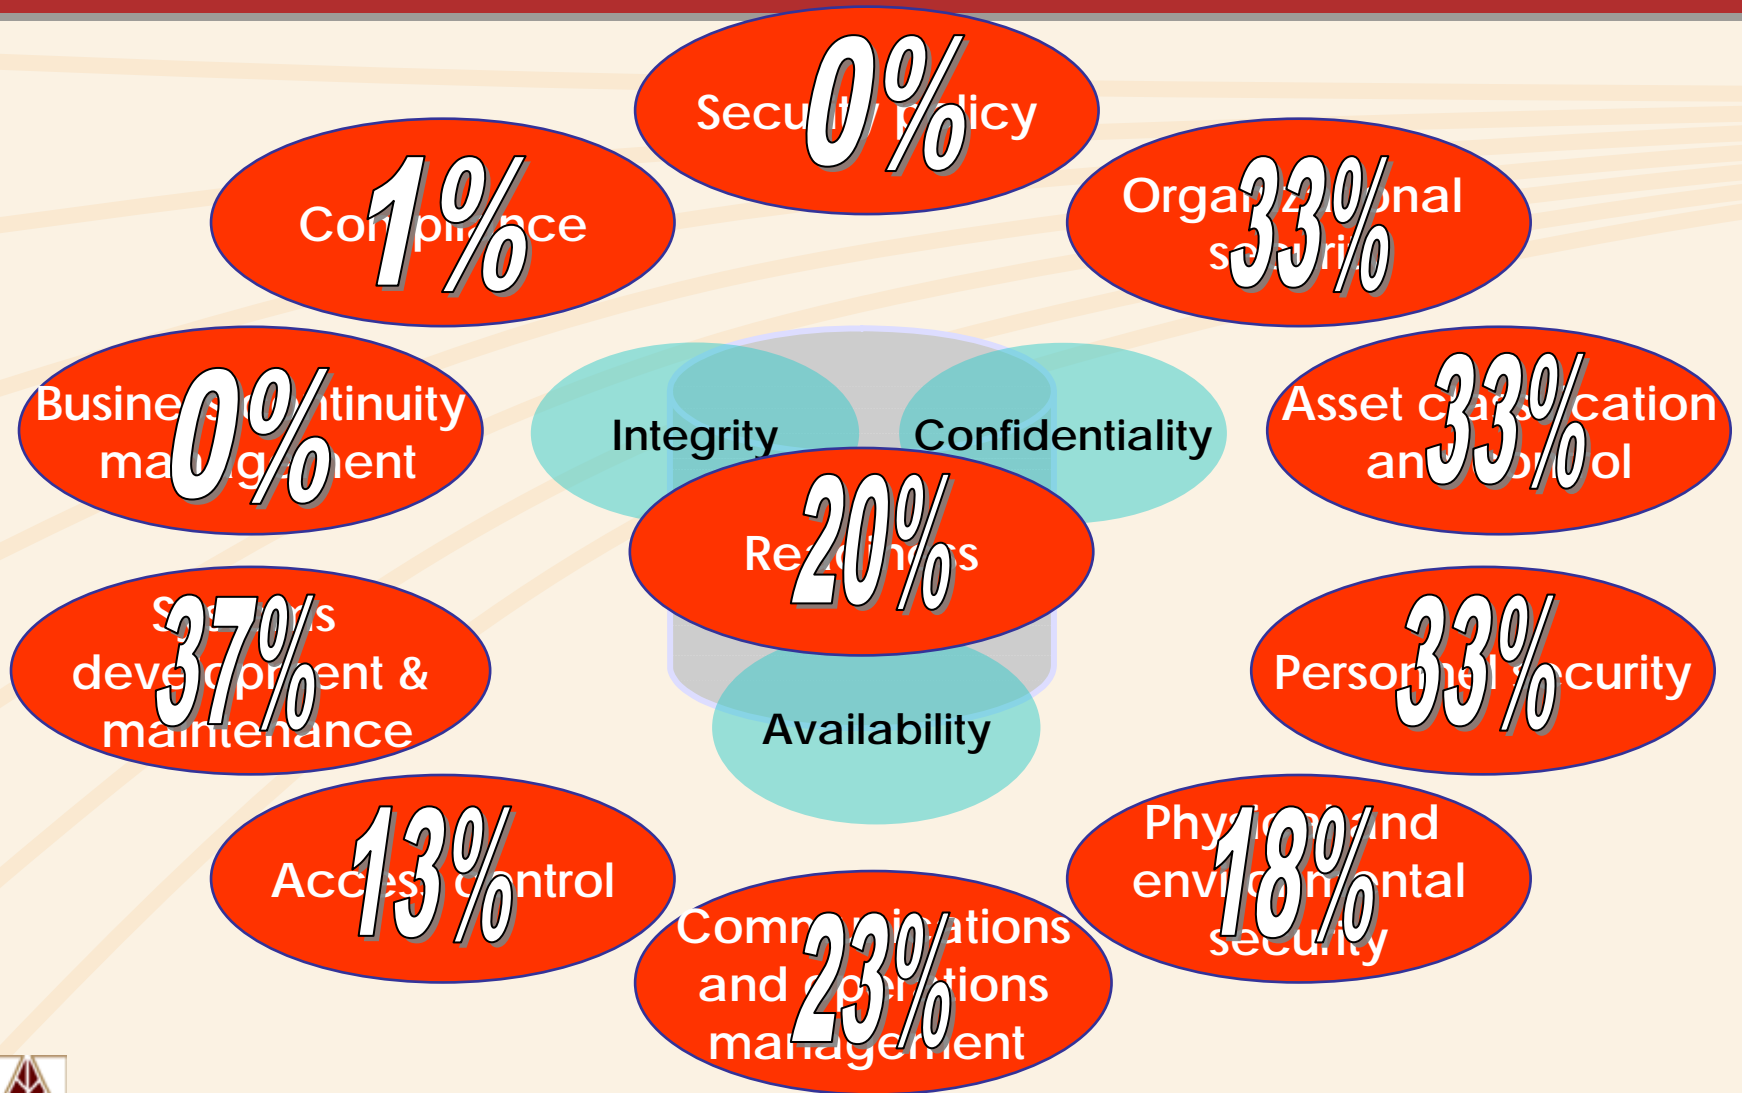 Security policy
0%
Compliance
1%
Organizational
security
33%
Business continuity
management
0%
Integrity
Confidentiality
Asset classification
and control
33%
Readiness
20%
Systems
development &
maintenance
37%
Personnel security
33%
Availability
Access control
13%
Physical and
environmental
security
18%
Communications
and operations
management
23%